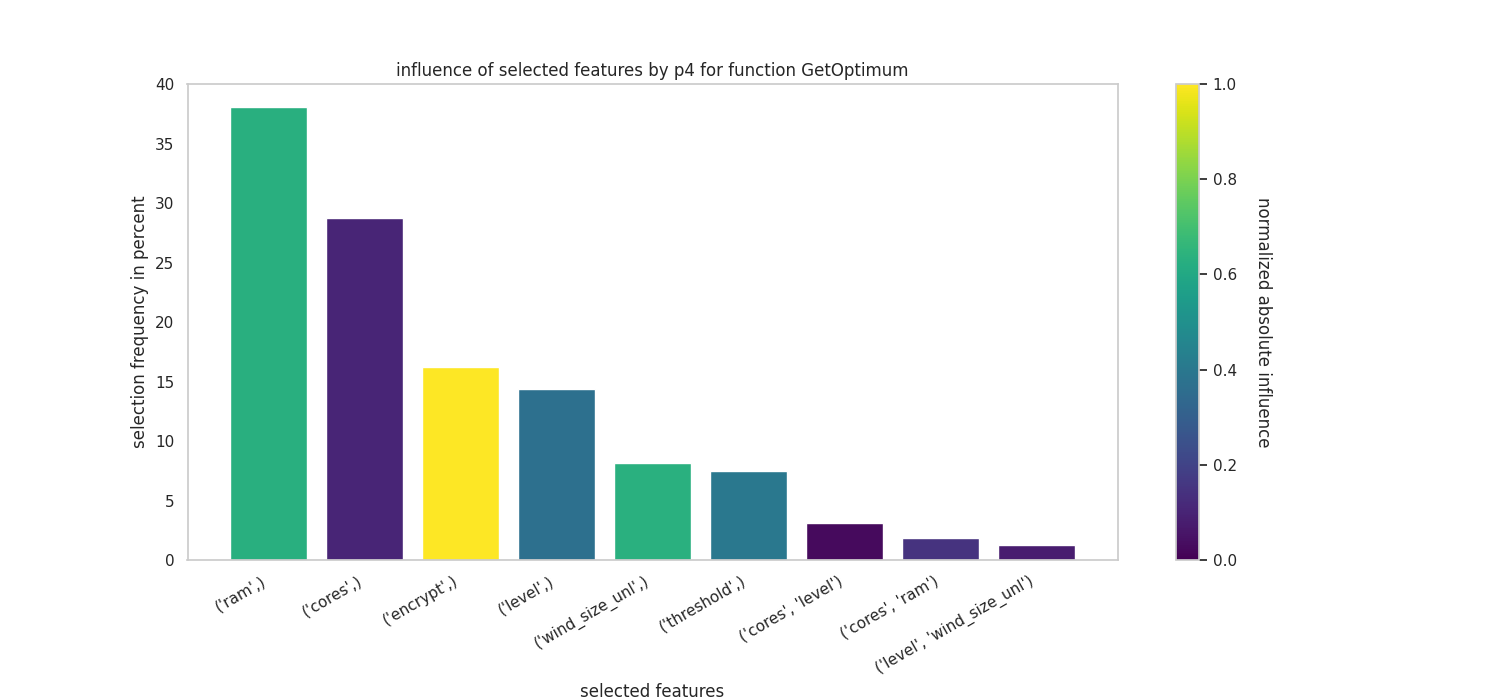 influence of selected features by p4 for function GetOptimum
40
35
30
25
20
15
10
5
0
selection frequency in percent
('ram',)
('cores',)
('encrypt',)
('level',)
('wind_size_unl',)
('threshold',)
('cores', 'level')
('cores', 'ram')
('level', 'wind_size_unl')
selected features
1.0
0.8
0.6
0.4
0.2
0.0
normalized absolute influence